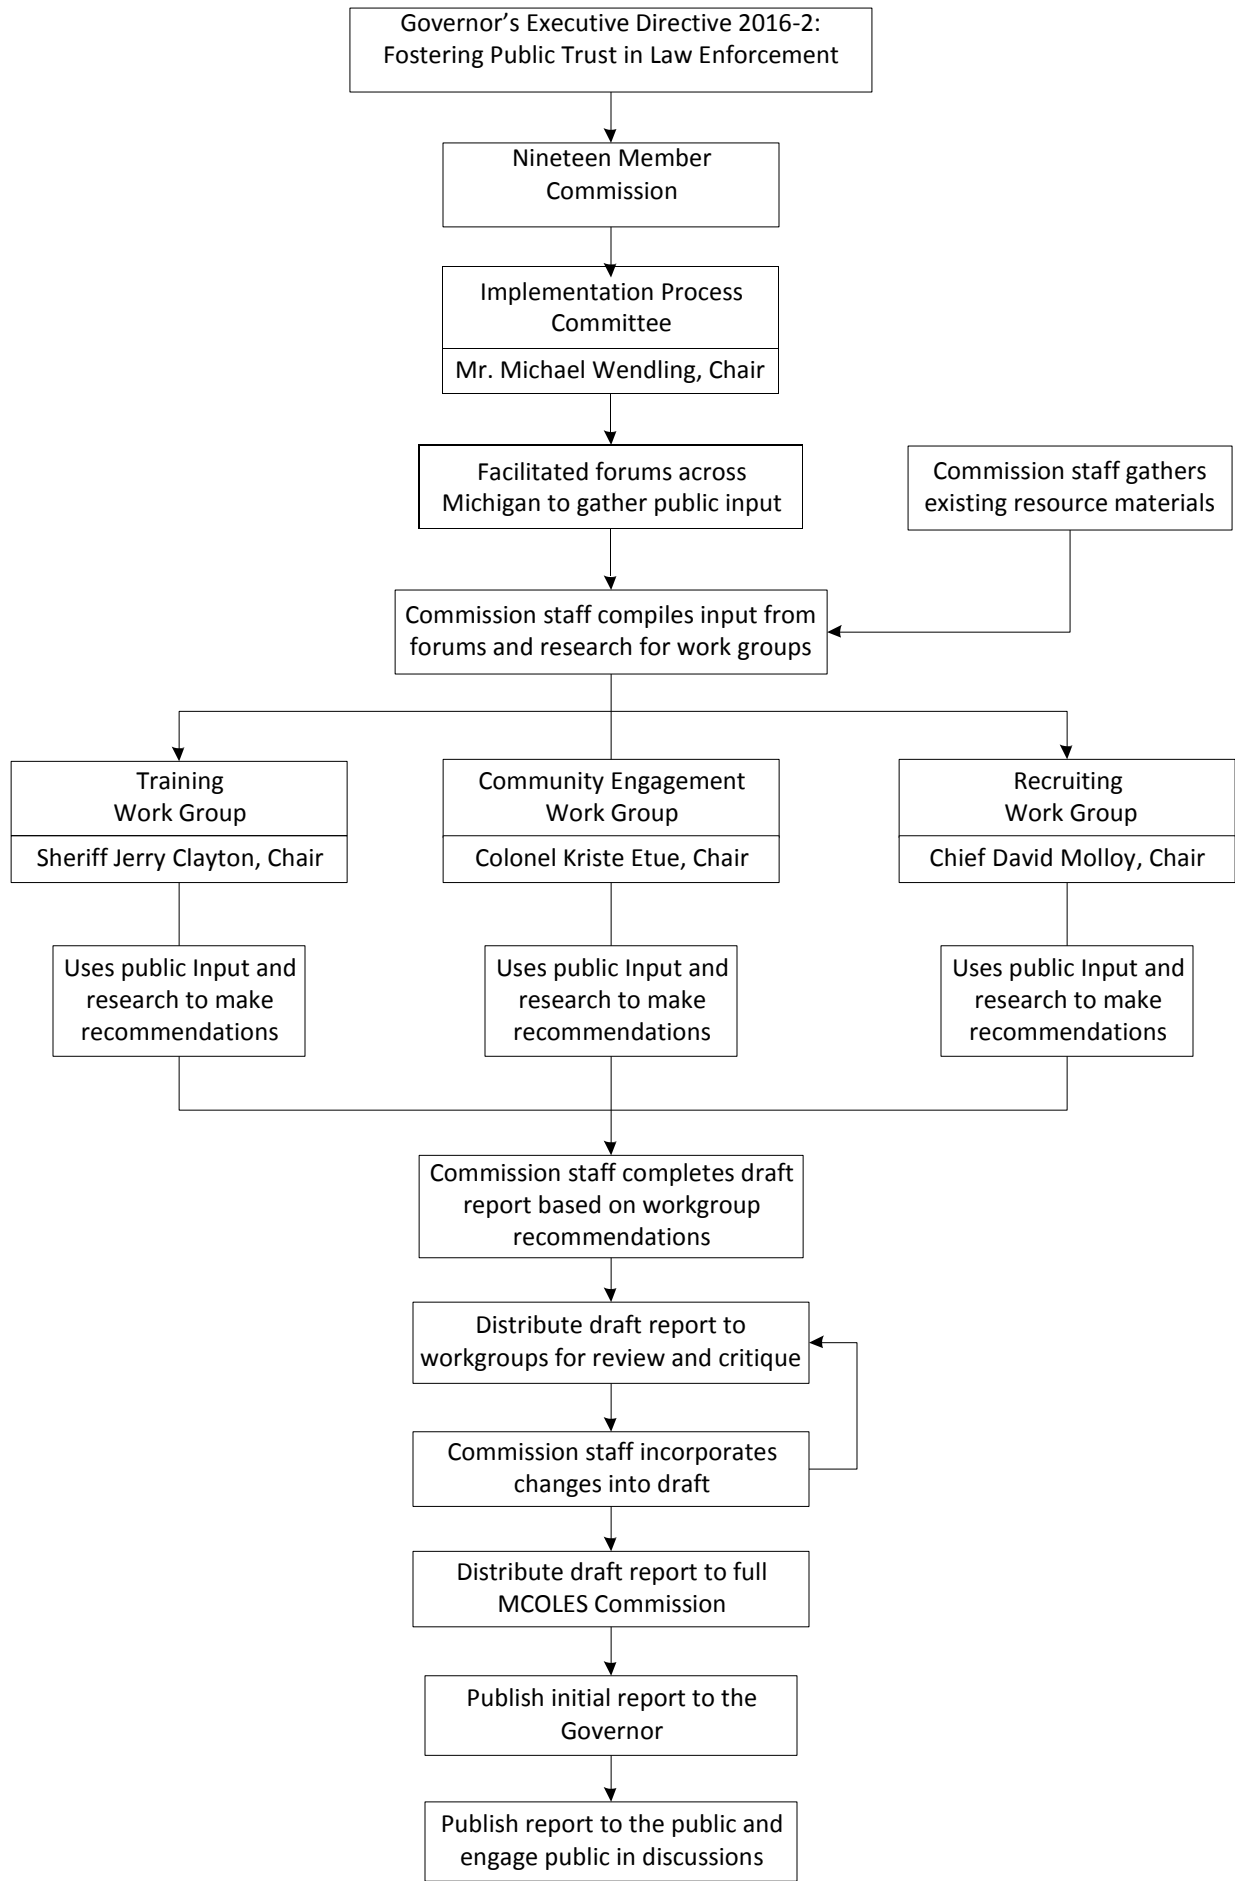 Governor’s Executive Directive 2016-2:
Fostering Public Trust in Law Enforcement
Nineteen Member
Commission
Implementation Process
Committee
Mr. Michael Wendling, Chair
Facilitated forums across
Michigan to gather public input
Commission staff gathers
existing resource materials
Commission staff compiles input from
forums and research for work groups
Training
Work Group
Sheriff Jerry Clayton, Chair
Community Engagement
Work Group
Colonel Kriste Etue, Chair
Recruiting
Work Group
Chief David Molloy, Chair
Uses public Input and
research to make
recommendations
Uses public Input and
research to make
recommendations
Uses public Input and
research to make
recommendations
Commission staff completes draft
report based on workgroup
recommendations
Distribute draft report to
workgroups for review and critique
Commission staff incorporates
changes into draft
Distribute draft report to full
MCOLES Commission
Publish initial report to the
Governor
Publish report to the public and
engage public in discussions